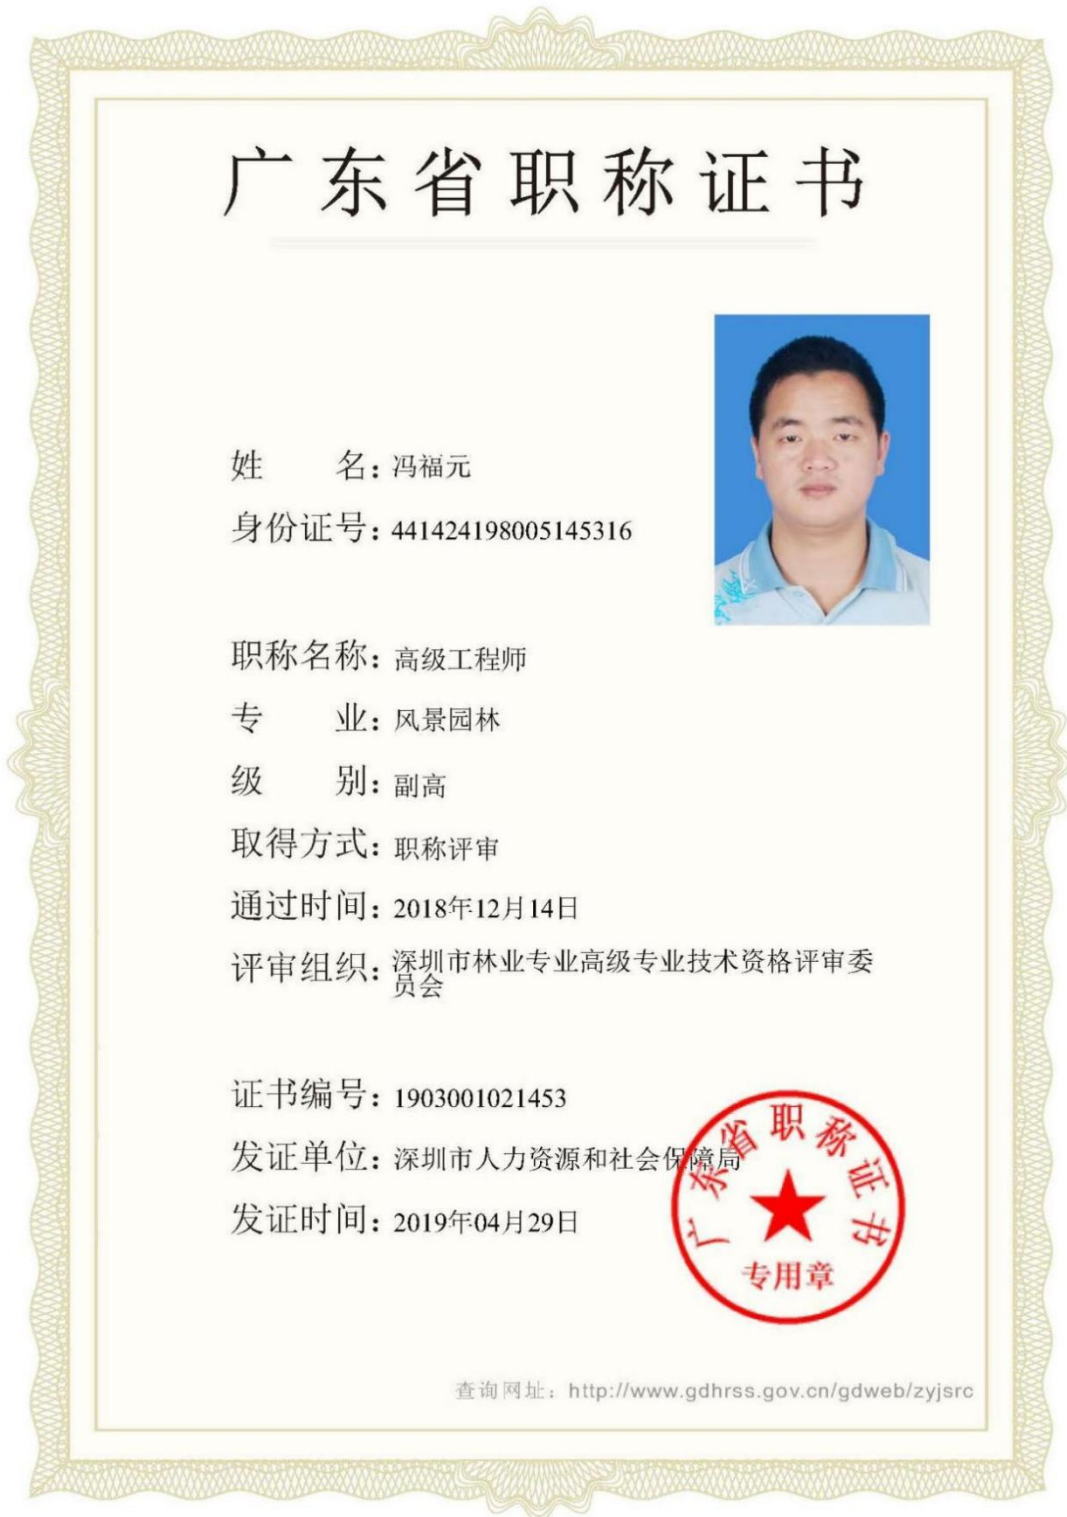 广东省职称证书
姓 名：冯福元
身份证号：441424198005145316
职称名称：高级工程师
专 业：风景园林
级 别：副高
取得方式：职称评审
通过时间：2018年12月14日
评审组织：深圳市林业专业高级专业技术资格评审委
员会
证书编号：1903001021453
发证单位：深圳市人力资源和社会保障局
发证时间：2019年04月29日
广东省职称证书
专用章
查询网址：http://www.gdhrss.gov.cn/gdweb/zyjsrc